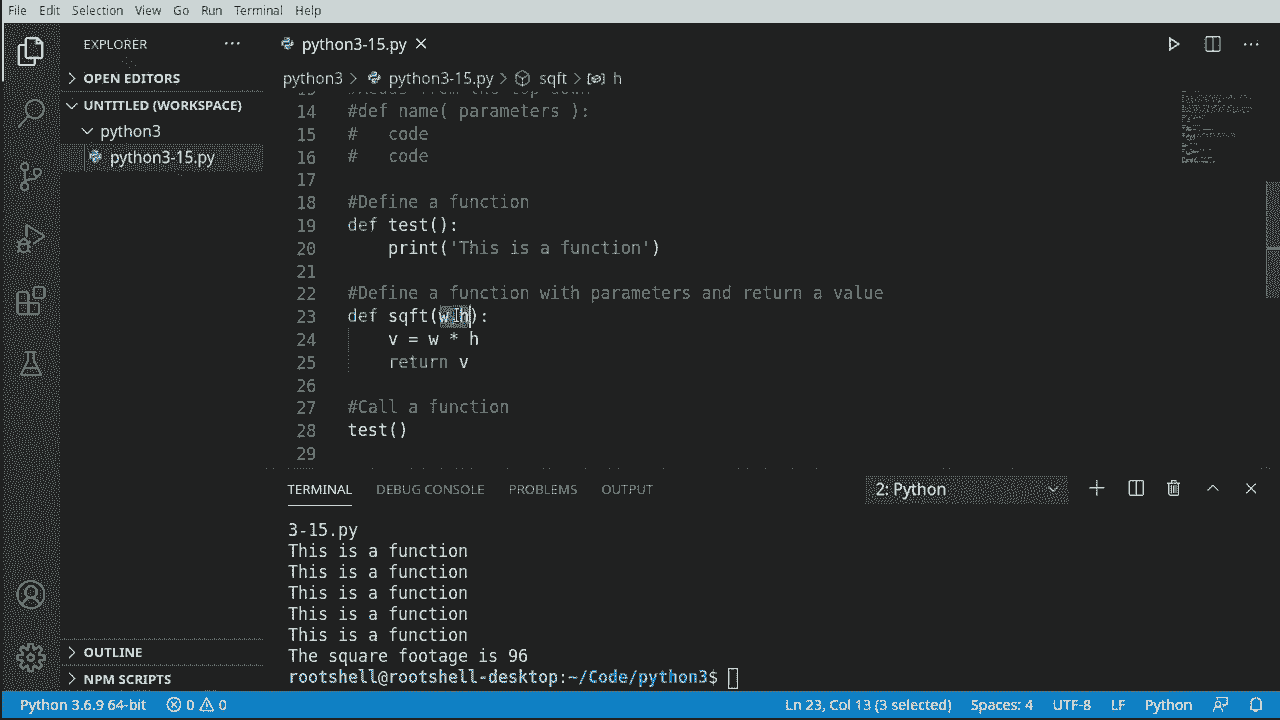 File Edit Selection View Go Run Terminal Help
EXPLORER
python3-15.py
OPEN EDITORS
UNTITLED (WORKSPACE)
python3
python3-15.py
OUTLINE
NPM SCRIPTS
python3 > python3-15.py > sqft > h
14 #def name( parameters ):
15 #   code
16 #   code
17
18 #Define a function
19 def test():
20     print('This is a function')
21
22 #Define a function with parameters and return a value
23 def sqft(w,h):
24     v = w * h
25     return v
26
27 #Call a function
28 test()
29
TERMINAL DEBUG CONSOLE PROBLEMS OUTPUT 2: Python
3-15.py
This is a function
This is a function
This is a function
This is a function
This is a function
The square footage is 96
rootshell@rootshell-desktop:~/Code/python3$
Python 3.6.9 64-bit 0 0 Ln 23, Col 13 (3 selected) Spaces: 4 UTF-8 LF Python